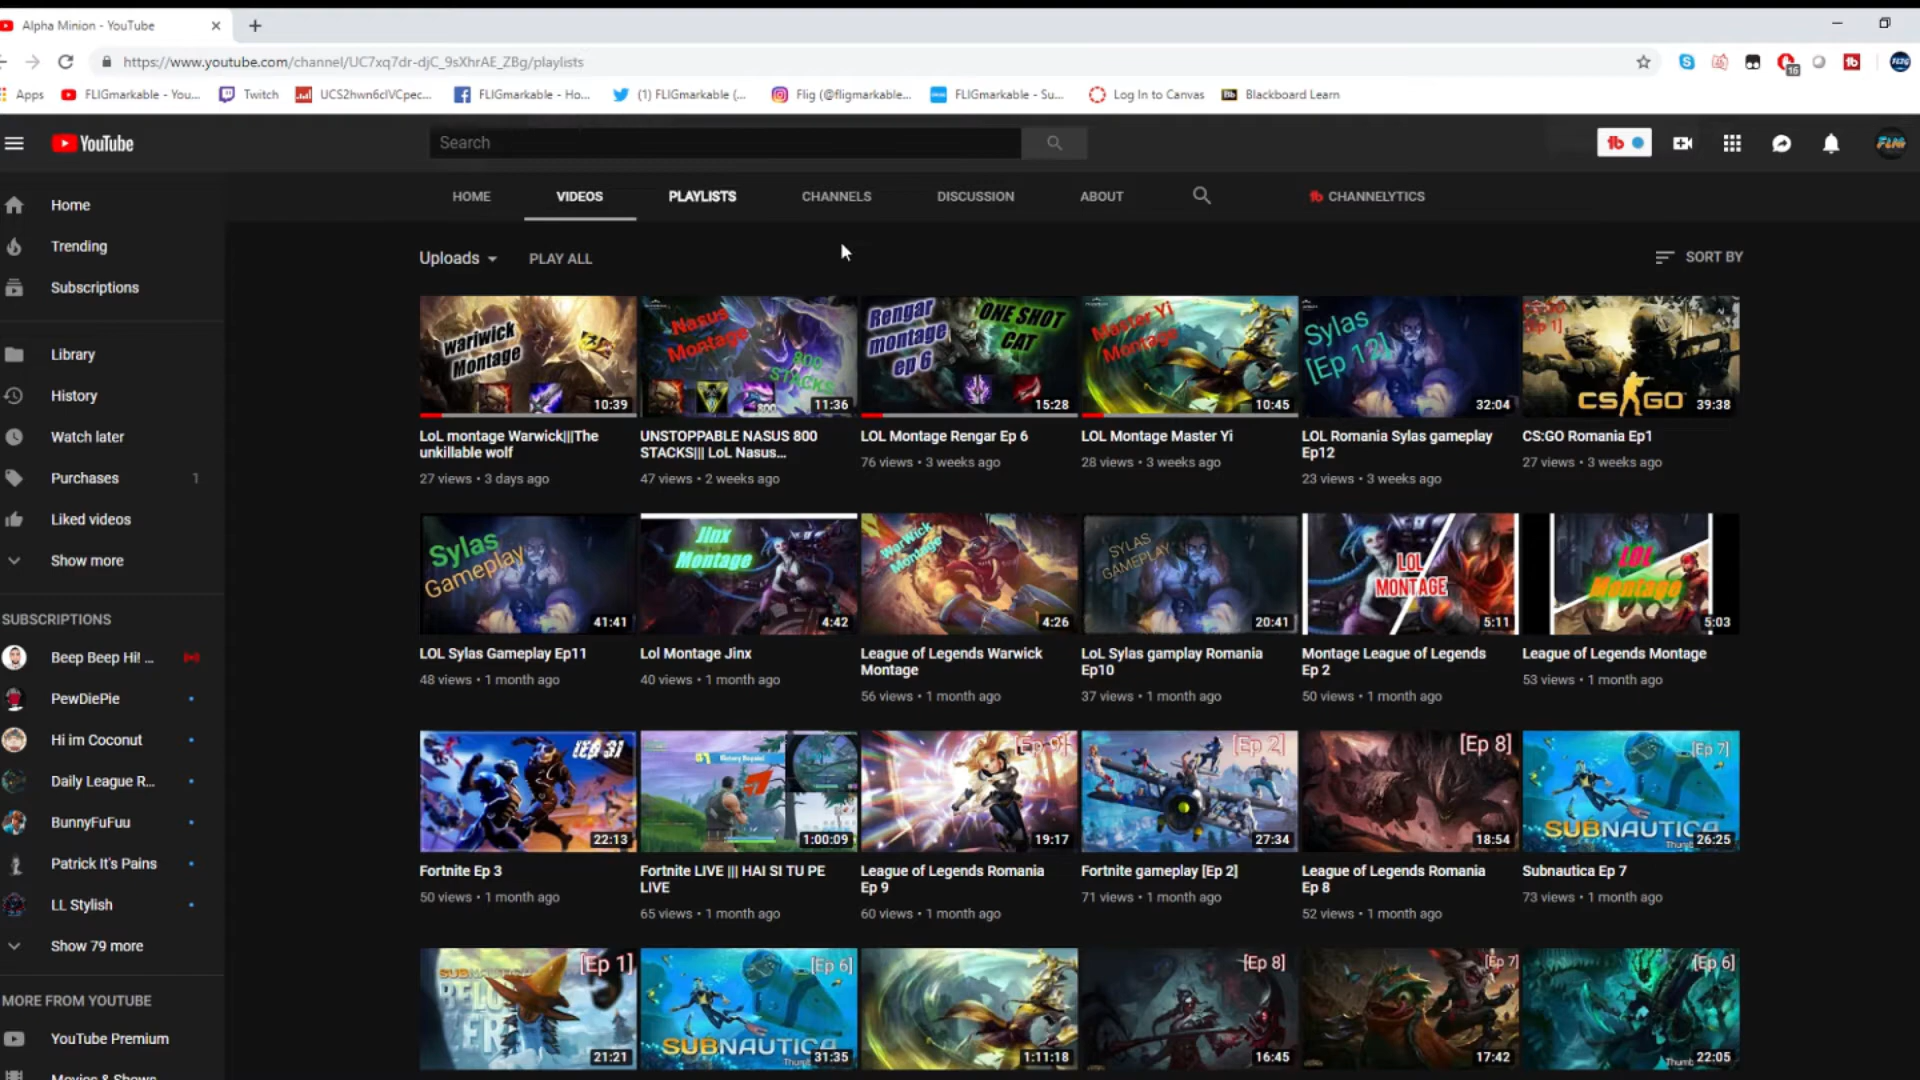 Alpha Minion - YouTube
https://www.youtube.com/channel/UC7xq7dr-djC_9sXhrAE_ZBg/playlists
Apps
FLIGmarkable - You...
Twitch
UCS2hwn6clVCpec...
FLIGmarkable - Ho...
(1) FLIGmarkable (...
Flig (@fligmarkable...
FLIGmarkable - Su...
Log In to Canvas
Blackboard Learn
YouTube
Search
HOME
VIDEOS
PLAYLISTS
CHANNELS
DISCUSSION
ABOUT
CHANNELYTICS
Home
Trending
Subscriptions
Library
History
Watch later
Purchases 1
Liked videos
Show more
SUBSCRIPTIONS
Beep Beep Hi! ...
PewDiePie
Hi im Coconut
Daily League R...
BunnyFuFuu
Patrick It's Pains
LL Stylish
Show 79 more
MORE FROM YOUTUBE
YouTube Premium
Movies & Shows
Uploads
PLAY ALL
SORT BY
warlwick
Montage
10:39
LoL montage Warwick|||The
unkillable wolf
27 views • 3 days ago
Nasus
Montage
800
STACKS
800
11:36
UNSTOPPABLE NASUS 800
STACKS||| LoL Nasus...
47 views • 2 weeks ago
Rengar
montage
ep 6
ONE SHOT
CAT
15:28
LOL Montage Rengar Ep 6
76 views • 3 weeks ago
Master Yi
Montage
10:45
LOL Montage Master Yi
28 views • 3 weeks ago
Sylas
[Ep 12]
32:04
LOL Romania Sylas gameplay
Ep12
23 views • 3 weeks ago
CS GO
39:38
CS:GO Romania Ep1
27 views • 3 weeks ago
Sylas
Gameplay
41:41
LOL Sylas Gameplay Ep11
48 views • 1 month ago
Jinx
Montage
4:42
Lol Montage Jinx
40 views • 1 month ago
WarWick
Montage
4:26
League of Legends Warwick
Montage
56 views • 1 month ago
SYLAS
GAMEPLAY
20:41
LoL Sylas gamplay Romania
Ep10
37 views • 1 month ago
LOL
MONTAGE
5:11
Montage League of Legends
Ep 2
50 views • 1 month ago
LOL
Montage
5:03
League of Legends Montage
53 views • 1 month ago
[Ep 3]
22:13
Fortnite Ep 3
50 views • 1 month ago
1:00:09
Fortnite LIVE ||| HAI SI TU PE
LIVE
65 views • 1 month ago
[Ep 9]
19:17
League of Legends Romania
Ep 9
60 views • 1 month ago
[Ep 2]
27:34
Fortnite gameplay [Ep 2]
71 views • 1 month ago
[Ep 8]
18:54
League of Legends Romania
Ep 8
52 views • 1 month ago
[Ep 7]
SUBNAUTICA
26:25
Subnautica Ep 7
73 views • 1 month ago
[Ep 1]
21:21
[Ep 6]
SUBNAUTICA
31:35
1:11:18
[Ep 8]
16:45
[Ep 7]
17:42
[Ep 6]
22:05